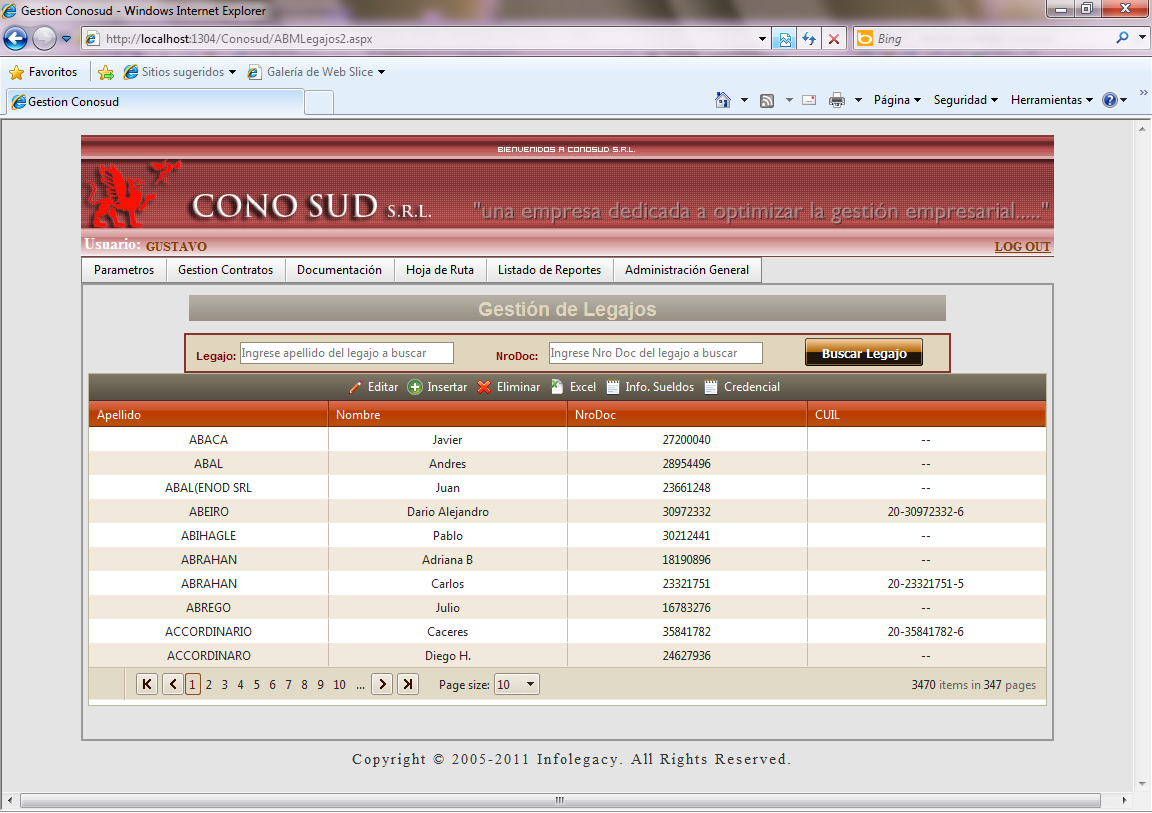 Gestion Conosud - Windows Internet Explorer
http://localhost:1304/Conosud/ABMLegajos2.aspx
Bing
Favoritos
Sitios sugeridos
Galería de Web Slice
Gestion Conosud
Página
Seguridad
Herramientas
BIENVENIDOS A CONOSUD S.R.L.
CONO SUD S.R.L.
"una empresa dedicada a optimizar la gestión empresarial....."
Usuario: GUSTAVO
LOG OUT
Parametros
Gestion Contratos
Documentación
Hoja de Ruta
Listado de Reportes
Administración General
Gestión de Legajos
Legajo: Ingrese apellido del legajo a buscar
NroDoc: Ingrese Nro Doc del legajo a buscar
Buscar Legajo
Editar Insertar Eliminar Excel Info. Sueldos Credencial
Apellido Nombre NroDoc CUIL
ABACA Javier 27200040 --
ABAL Andres 28954496 --
ABAL(ENOD SRL Juan 23661248 --
ABEIRO Dario Alejandro 30972332 20-30972332-6
ABIHAGLE Pablo 30212441 --
ABRAHAN Adriana B 18190896 --
ABRAHAN Carlos 23321751 20-23321751-5
ABREGO Julio 16783276 --
ACCORDINARIO Caceres 35841782 20-35841782-6
ACCORDINARO Diego H. 24627936 --
1 2 3 4 5 6 7 8 9 10 ... Page size: 10 3470 items in 347 pages
Copyright © 2005-2011 Infolegacy. All Rights Reserved.